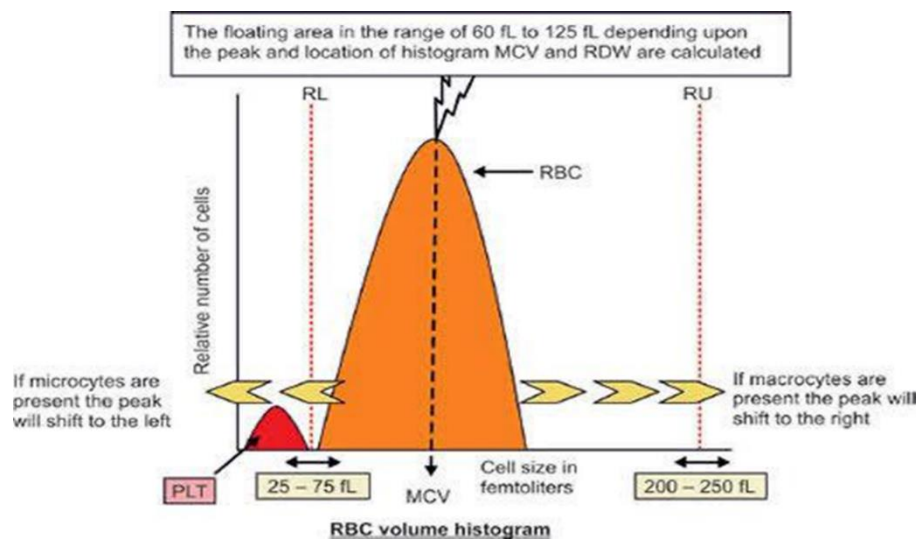 The floating area in the range of 60 fL to 125 fL depending upon
the peak and location of histogram MCV and RDW are calculated
RL
RU
RBC
Relative number of cells
If microcytes are
present the peak
will shift to the left
If macrocytes are
present the peak will
shift to the right
PLT
25 – 75 fL
MCV
Cell size in
femtoliters
200 – 250 fL
RBC volume histogram